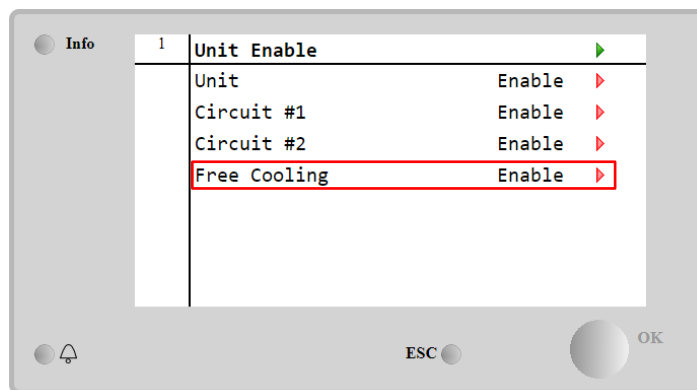 Info
1 Unit Enable
Unit Enable
Circuit #1 Enable
Circuit #2 Enable
Free Cooling Enable
ESC
OK